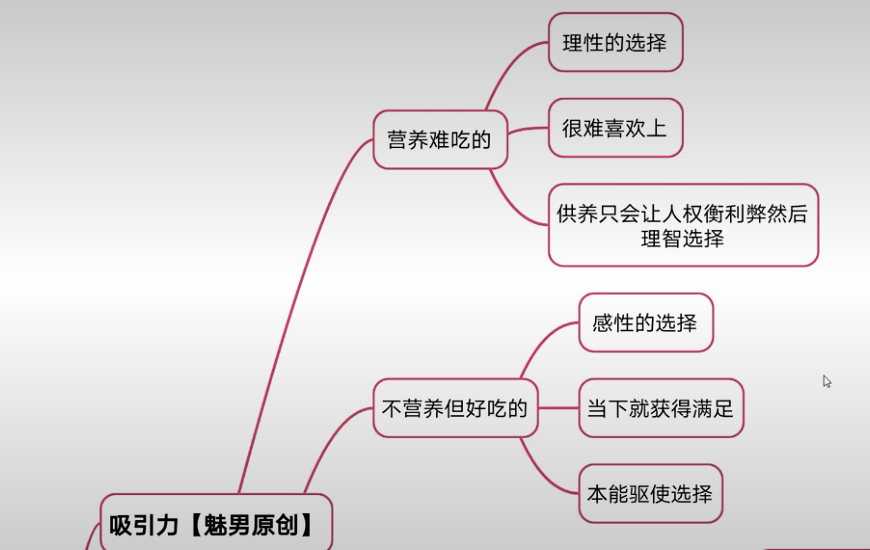 理性的选择
营养难吃的
很难喜欢上
供养只会让人权衡利弊然后
理智选择
感性的选择
不营养但好吃的
当下就获得满足
本能驱使选择
吸引力【魅男原创】